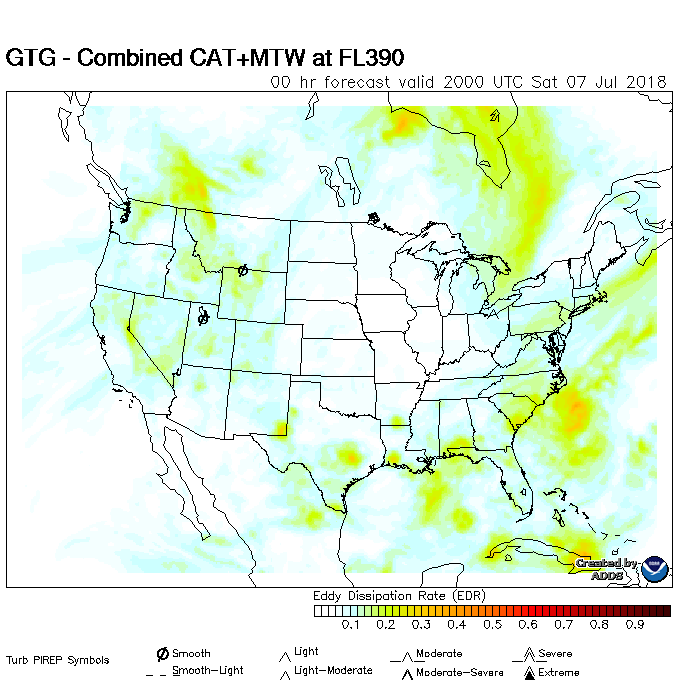 GTG - Combined CAT+MTW at FL390
00 hr forecast valid 2000 UTC Sat 07 Jul 2018
Created by
ADDS
Eddy Dissipation Rate (EDR)
0.1 0.2 0.3 0.4 0.5 0.6 0.7 0.8 0.9
Turb PIREP Symbols
Smooth Light Moderate Severe
Smooth-Light Light-Moderate Moderate-Severe Extreme